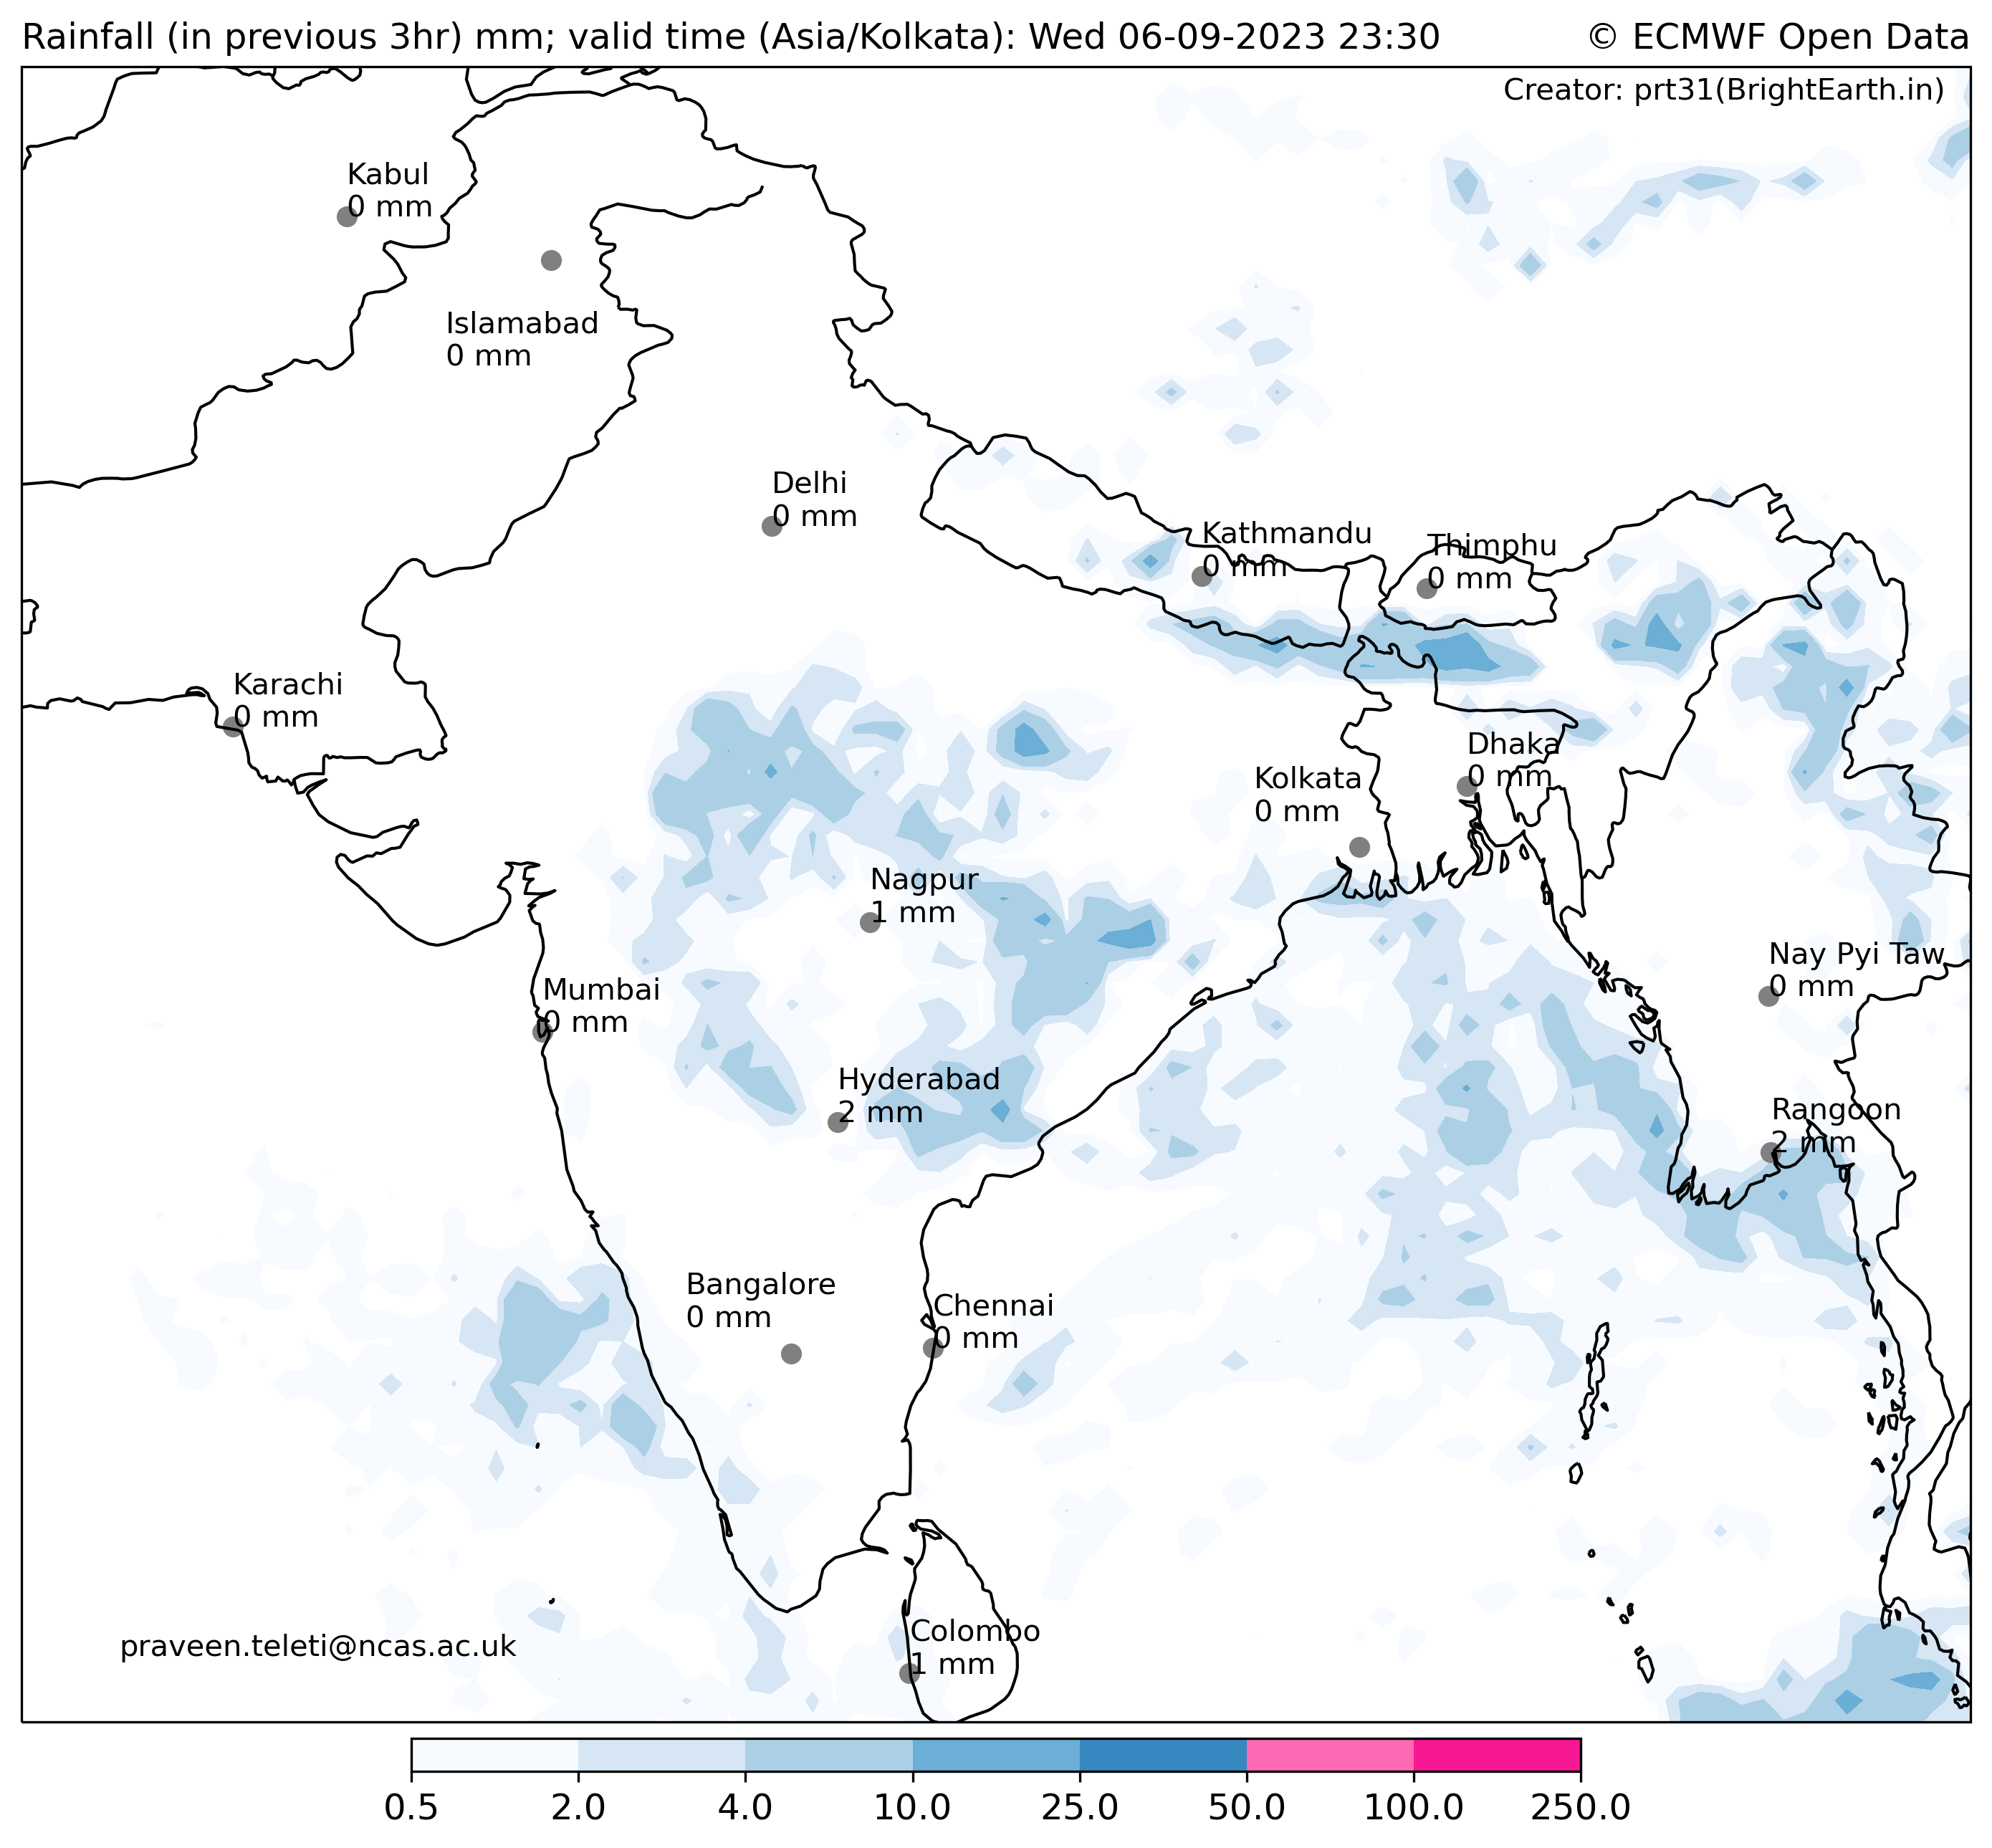 Rainfall (in previous 3hr) mm; valid time (Asia/Kolkata): Wed 06-09-2023 23:30
© ECMWF Open Data
Creator: prt31(BrightEarth.in)
Kabul
0 mm
Islamabad
0 mm
Delhi
0 mm
Kathmandu
0 mm
Thimphu
0 mm
Karachi
0 mm
Dhaka
0 mm
Kolkata
0 mm
Nagpur
1 mm
Nay Pyi Taw
0 mm
Mumbai
0 mm
Hyderabad
2 mm
Rangoon
2 mm
Bangalore
0 mm
Chennai
0 mm
Colombo
1 mm
praveen.teleti@ncas.ac.uk
0.5 2.0 4.0 10.0 25.0 50.0 100.0 250.0